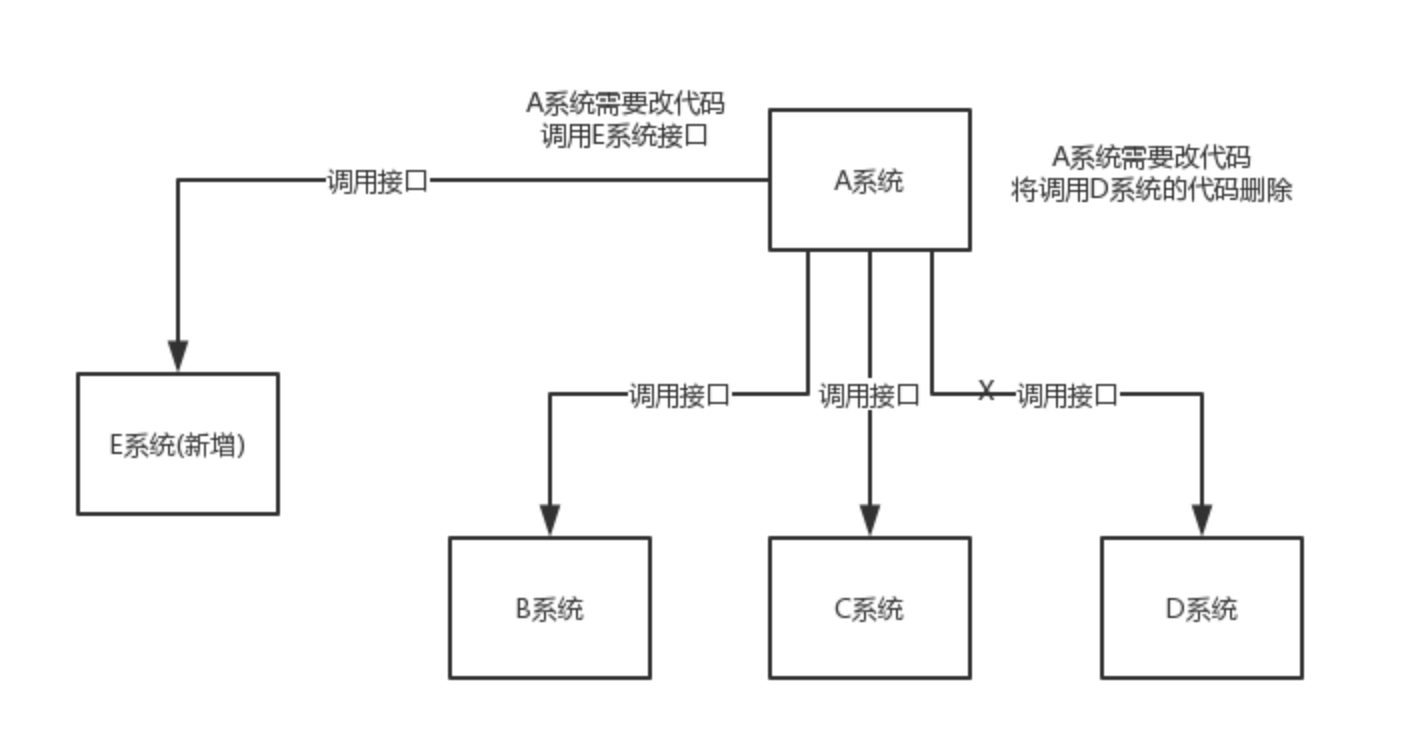 A系统需要改代码
调用E系统接口
A系统
A系统需要改代码
将调用D系统的代码删除
调用接口
调用接口
调用接口
X
调用接口
E系统(新增)
B系统
C系统
D系统